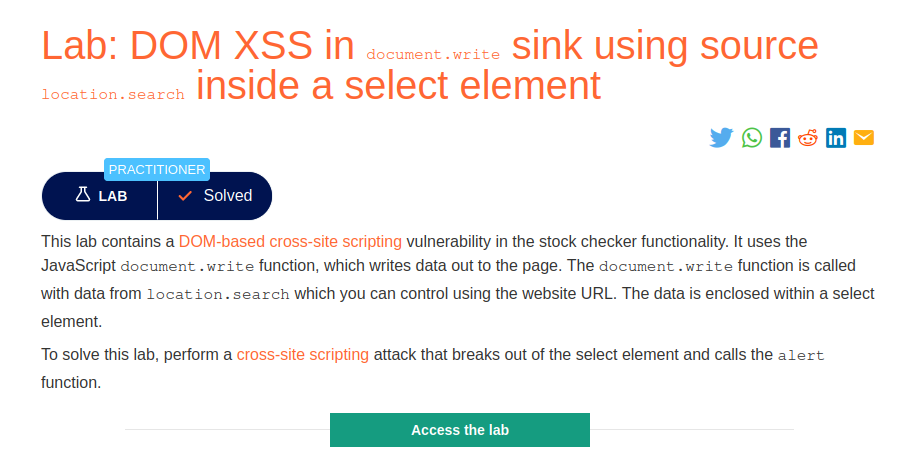 Lab: DOM XSS in document.write sink using source
location.search inside a select element
PRACTITIONER
LAB
Solved
This lab contains a DOM-based cross-site scripting vulnerability in the stock checker functionality. It uses the
JavaScript document.write function, which writes data out to the page. The document.write function is called
with data from location.search which you can control using the website URL. The data is enclosed within a select
element.
To solve this lab, perform a cross-site scripting attack that breaks out of the select element and calls the alert
function.
Access the lab